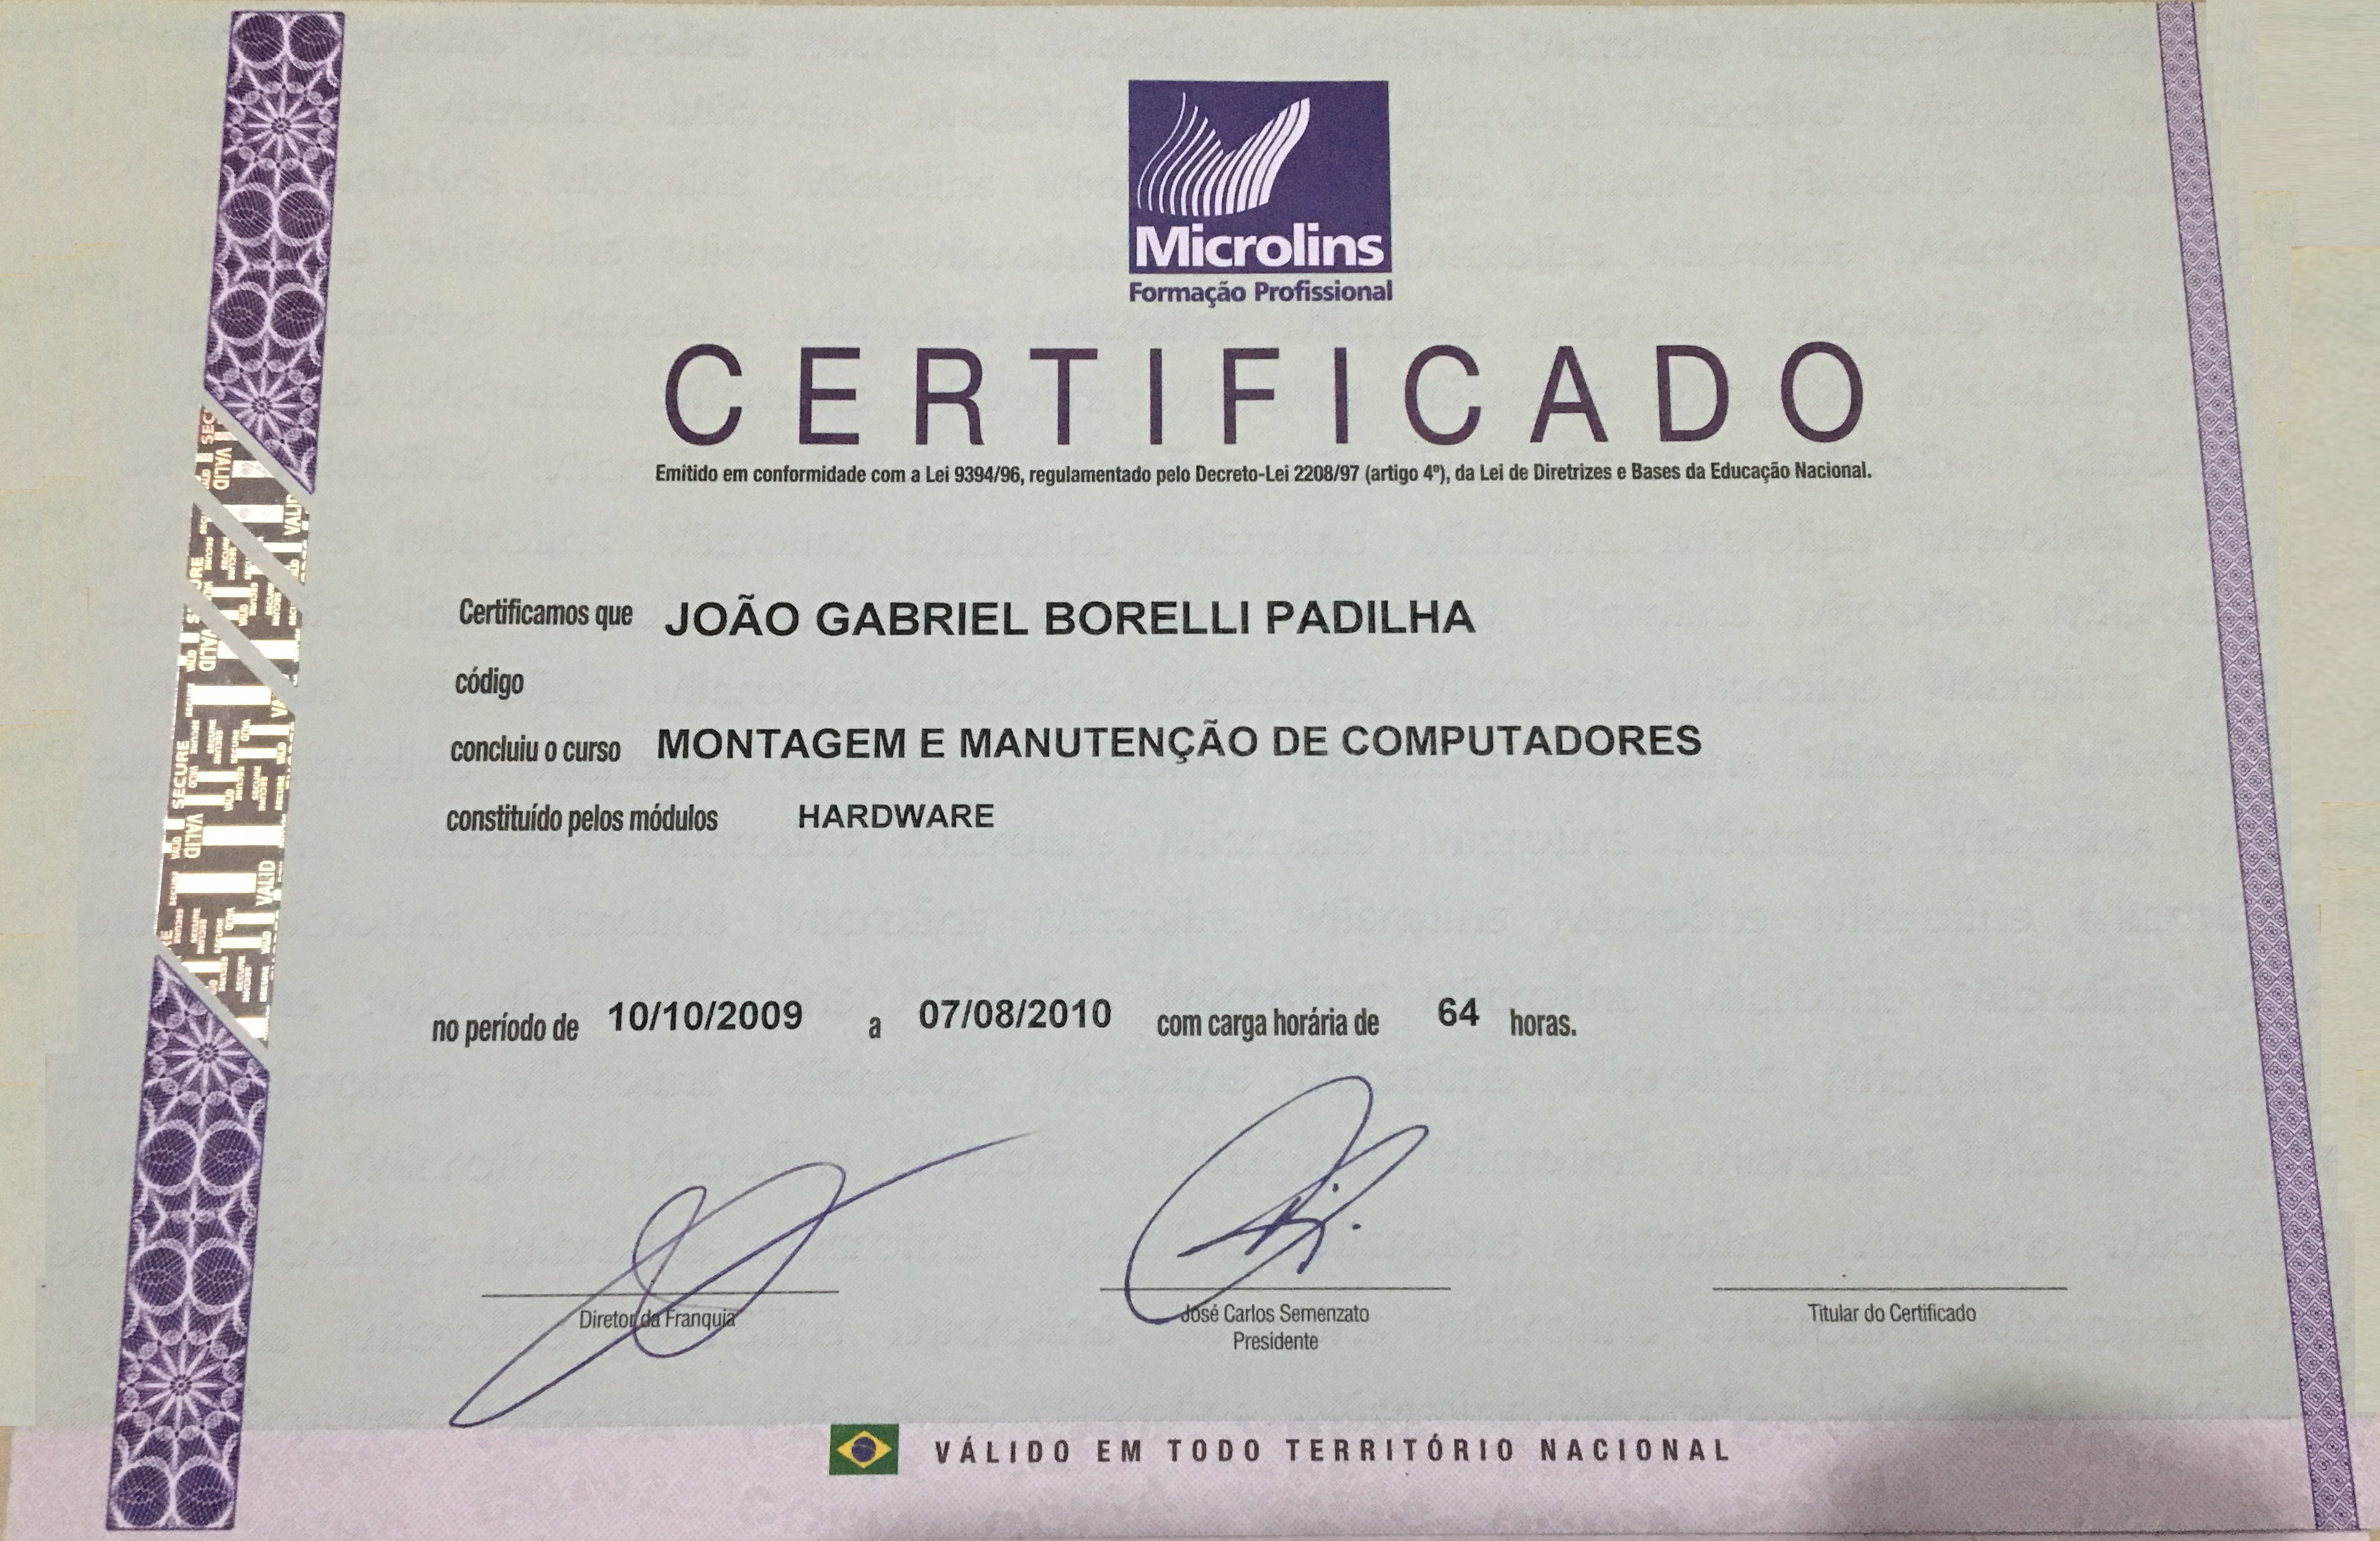 Microlins
Formação Profissional
CERTIFICADO
Emitido em conformidade com a Lei 9394/96, regulamentado pelo Decreto-Lei 2208/97 (artigo 4º), da Lei de Diretrizes e Bases da Educação Nacional.
Certificamos que JOÃO GABRIEL BORELLI PADILHA
código
concluiu o curso MONTAGEM E MANUTENÇÃO DE COMPUTADORES
constituído pelos módulos HARDWARE
no período de 10/10/2009 a 07/08/2010 com carga horária de 64 horas.
Diretor da Franquia
José Carlos Semenzato
Presidente
Titular do Certificado
VÁLIDO EM TODO TERRITÓRIO NACIONAL
SECURE
VALID